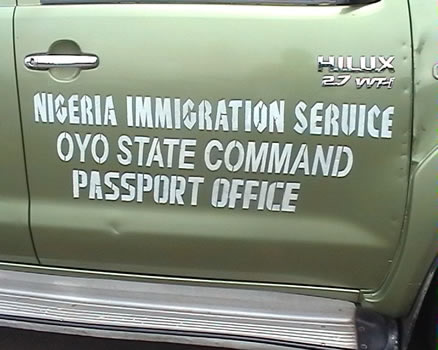 HILUX
2.7 VVT-i
NIGERIA IMMIGRATION SERVICE
OYO STATE COMMAND
PASSPORT OFFICE